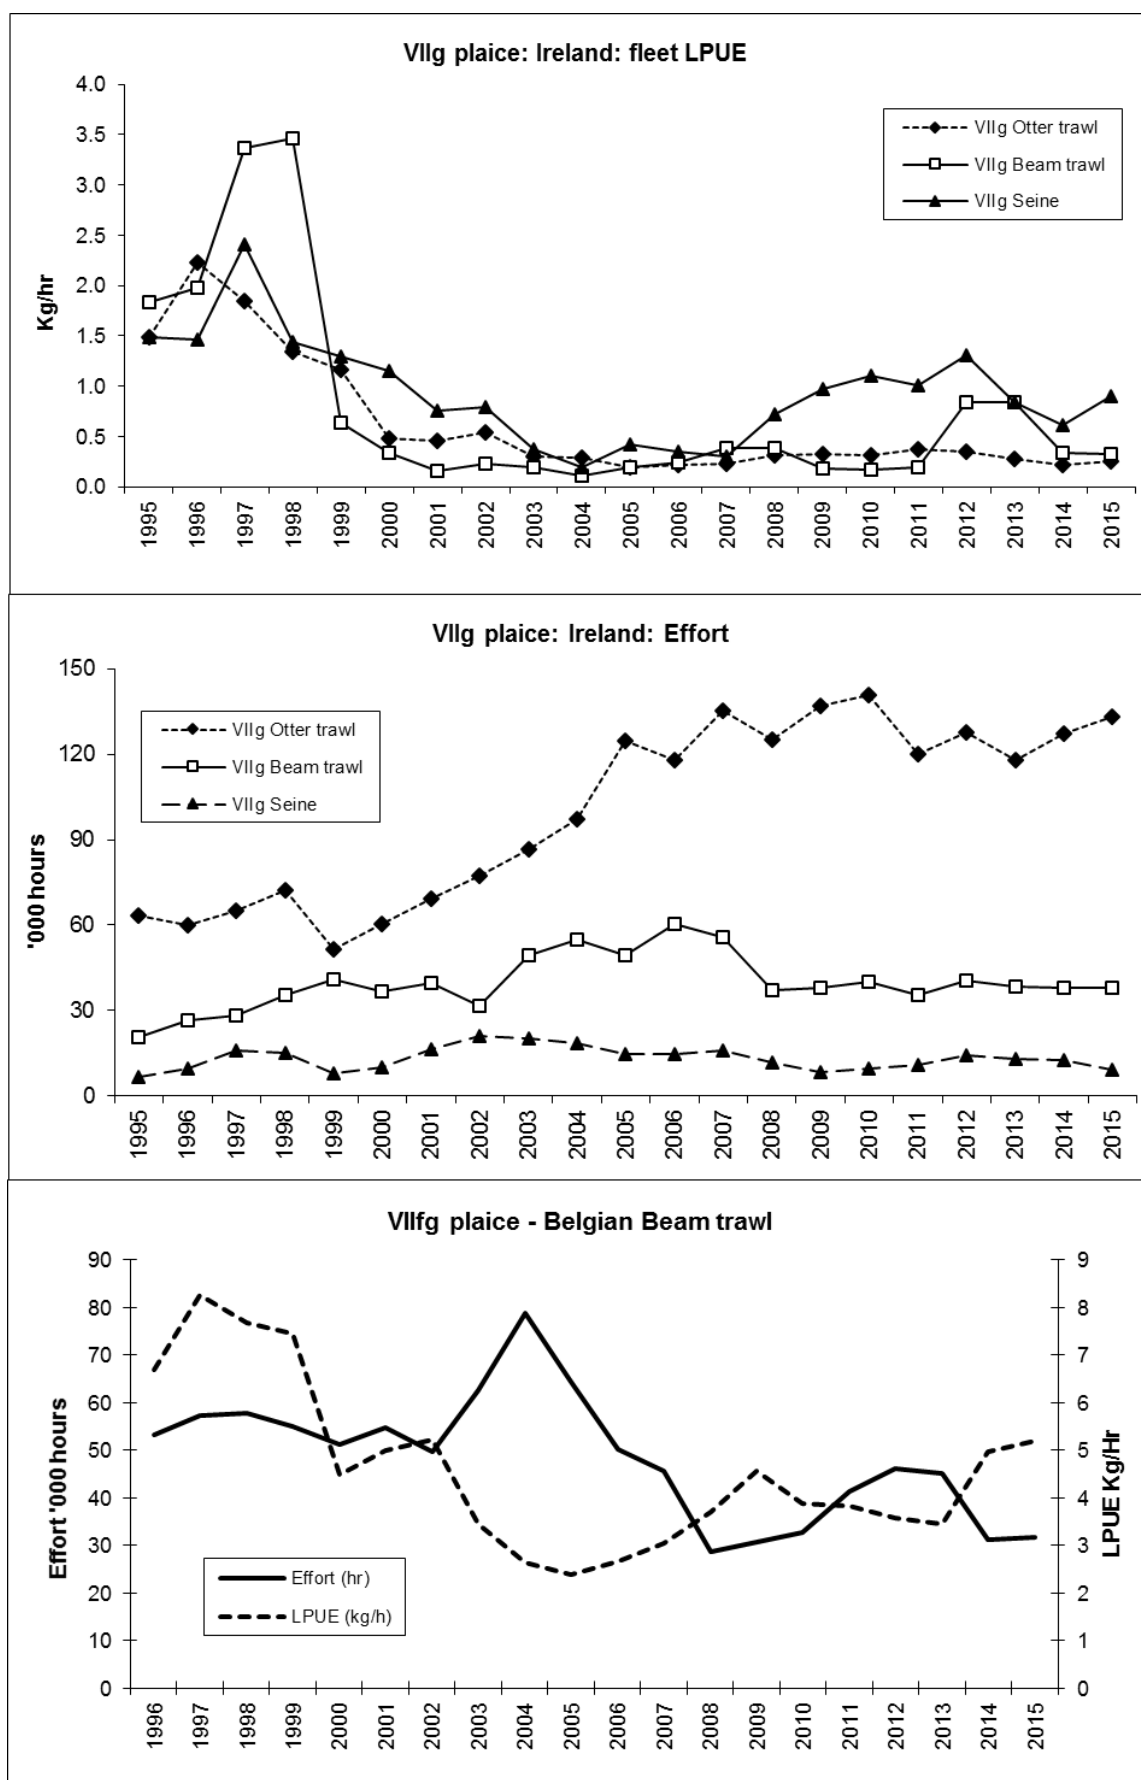 VIIg plaice: Ireland: fleet LPUE
4.0
3.5
3.0
2.5
2.0
1.5
1.0
0.5
0.0
Kg/hr
VIIg Otter trawl
VIIg Beam trawl
VIIg Seine
1995 1996 1997 1998 1999 2000 2001 2002 2003 2004 2005 2006 2007 2008 2009 2010 2011 2012 2013 2014 2015
VIIg plaice: Ireland: Effort
150
120
90
60
30
0
'000 hours
VIIg Otter trawl
VIIg Beam trawl
VIIg Seine
1995 1996 1997 1998 1999 2000 2001 2002 2003 2004 2005 2006 2007 2008 2009 2010 2011 2012 2013 2014 2015
VIIfg plaice - Belgian Beam trawl
90 9
80 8
70 7
60 6
50 5
40 4
30 3
20 2
10 1
0 0
Effort '000 hours
LPUE Kg/Hr
Effort (hr)
LPUE (kg/h)
1996 1997 1998 1999 2000 2001 2002 2003 2004 2005 2006 2007 2008 2009 2010 2011 2012 2013 2014 2015